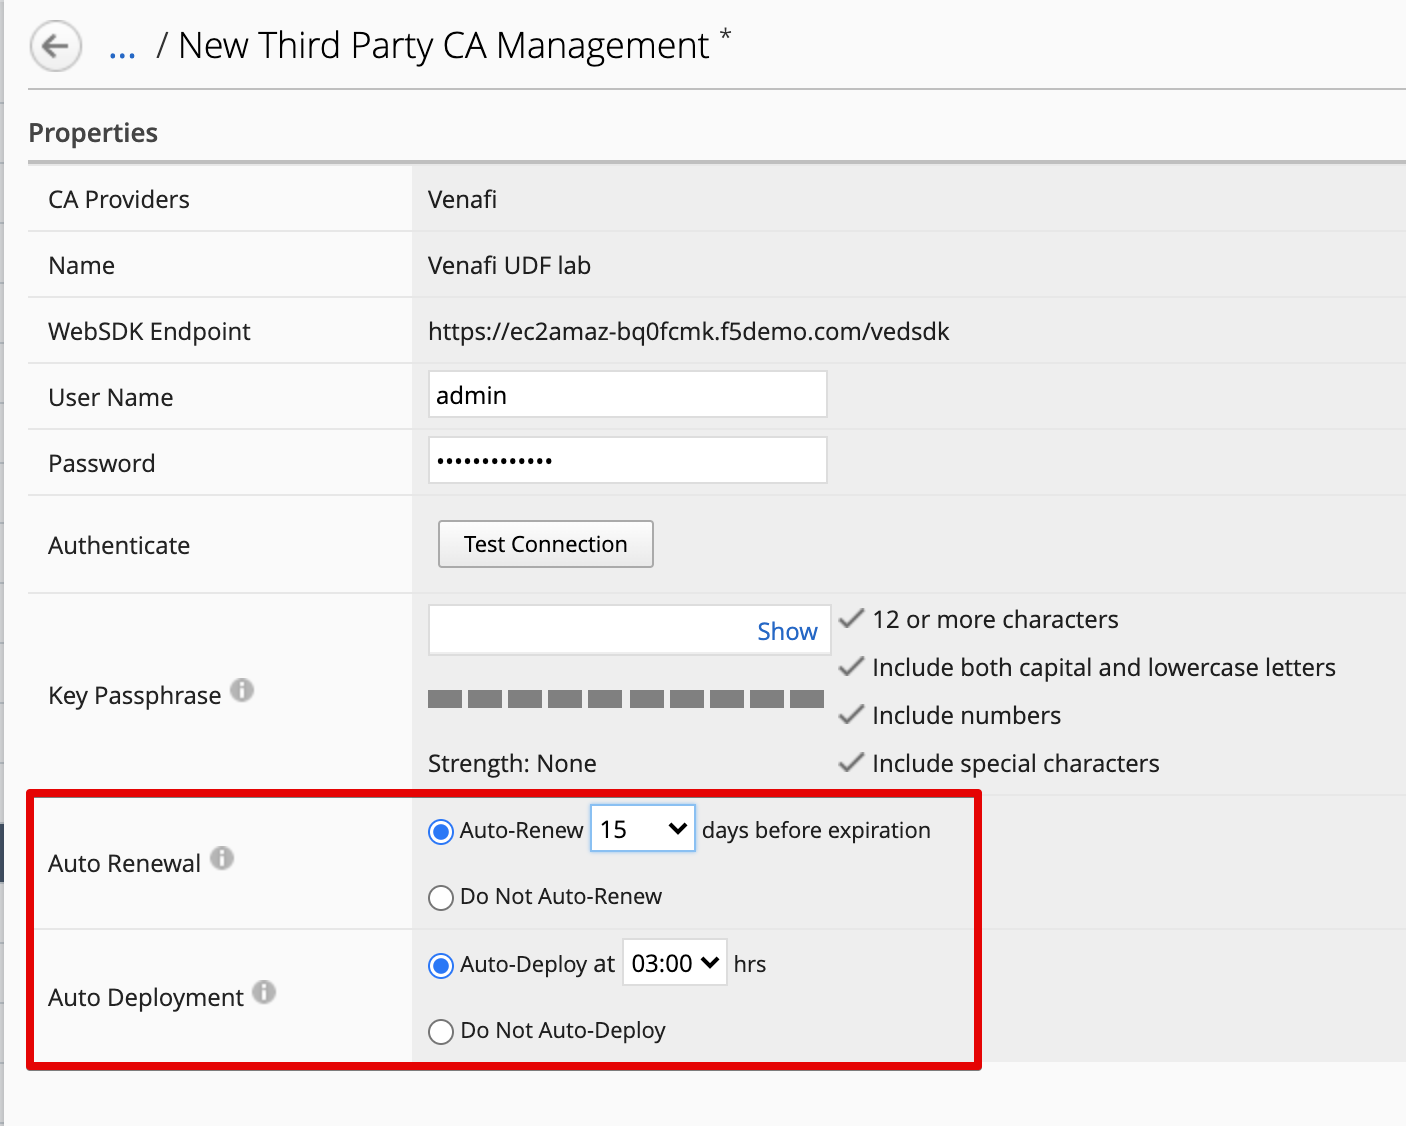 ... / New Third Party CA Management *
Properties
CA Providers Venafi
Name Venafi UDF lab
WebSDK Endpoint https://ec2amaz-bq0fcmk.f5demo.com/vedsdk
User Name admin
Password •••••••••••••
Authenticate Test Connection
Key Passphrase Show
12 or more characters
Include both capital and lowercase letters
Include numbers
Strength: None Include special characters
Auto Renewal Auto-Renew 15 days before expiration
Do Not Auto-Renew
Auto Deployment Auto-Deploy at 03:00 hrs
Do Not Auto-Deploy